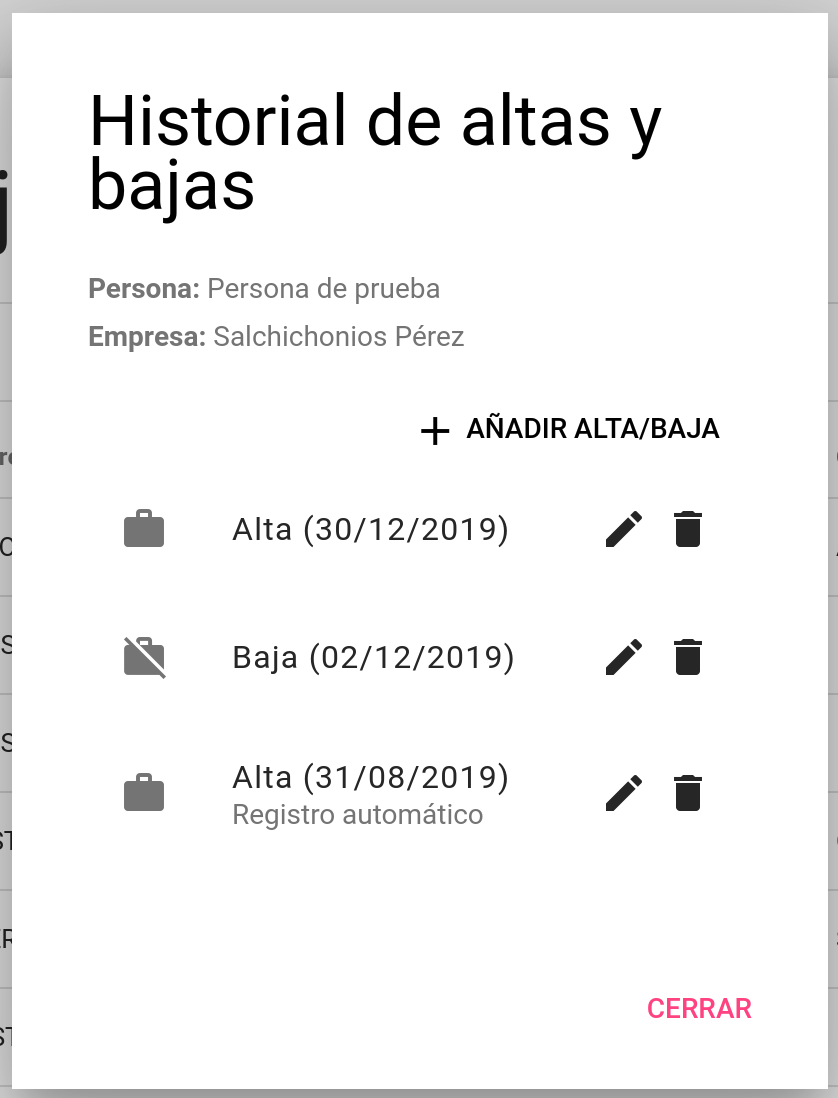 Historial de altas y
bajas
Persona: Persona de prueba
Empresa: Salchichonios Pérez
AÑADIR ALTA/BAJA
Alta (30/12/2019)
Baja (02/12/2019)
Alta (31/08/2019)
Registro automático
CERRAR